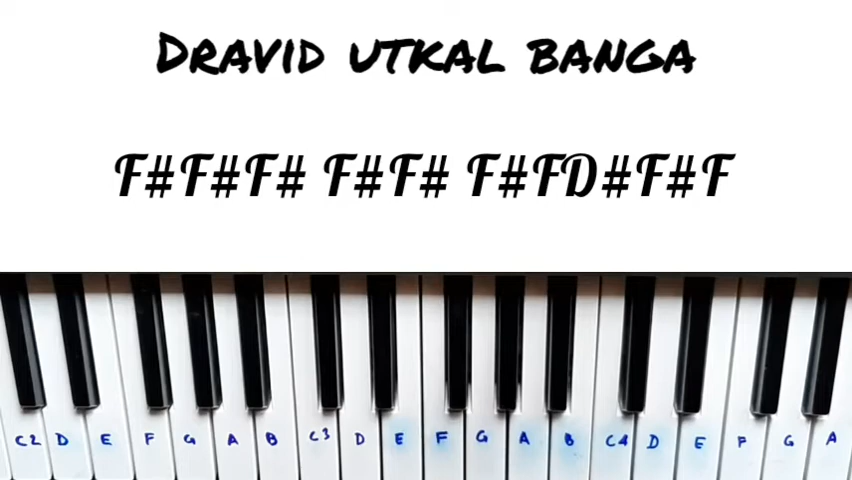 DRAVID UTKAL BANGA
F#F#F# F#F# F#FD#F#F
C2 D E F G A B C3 D E F G A B C4 D E F G A